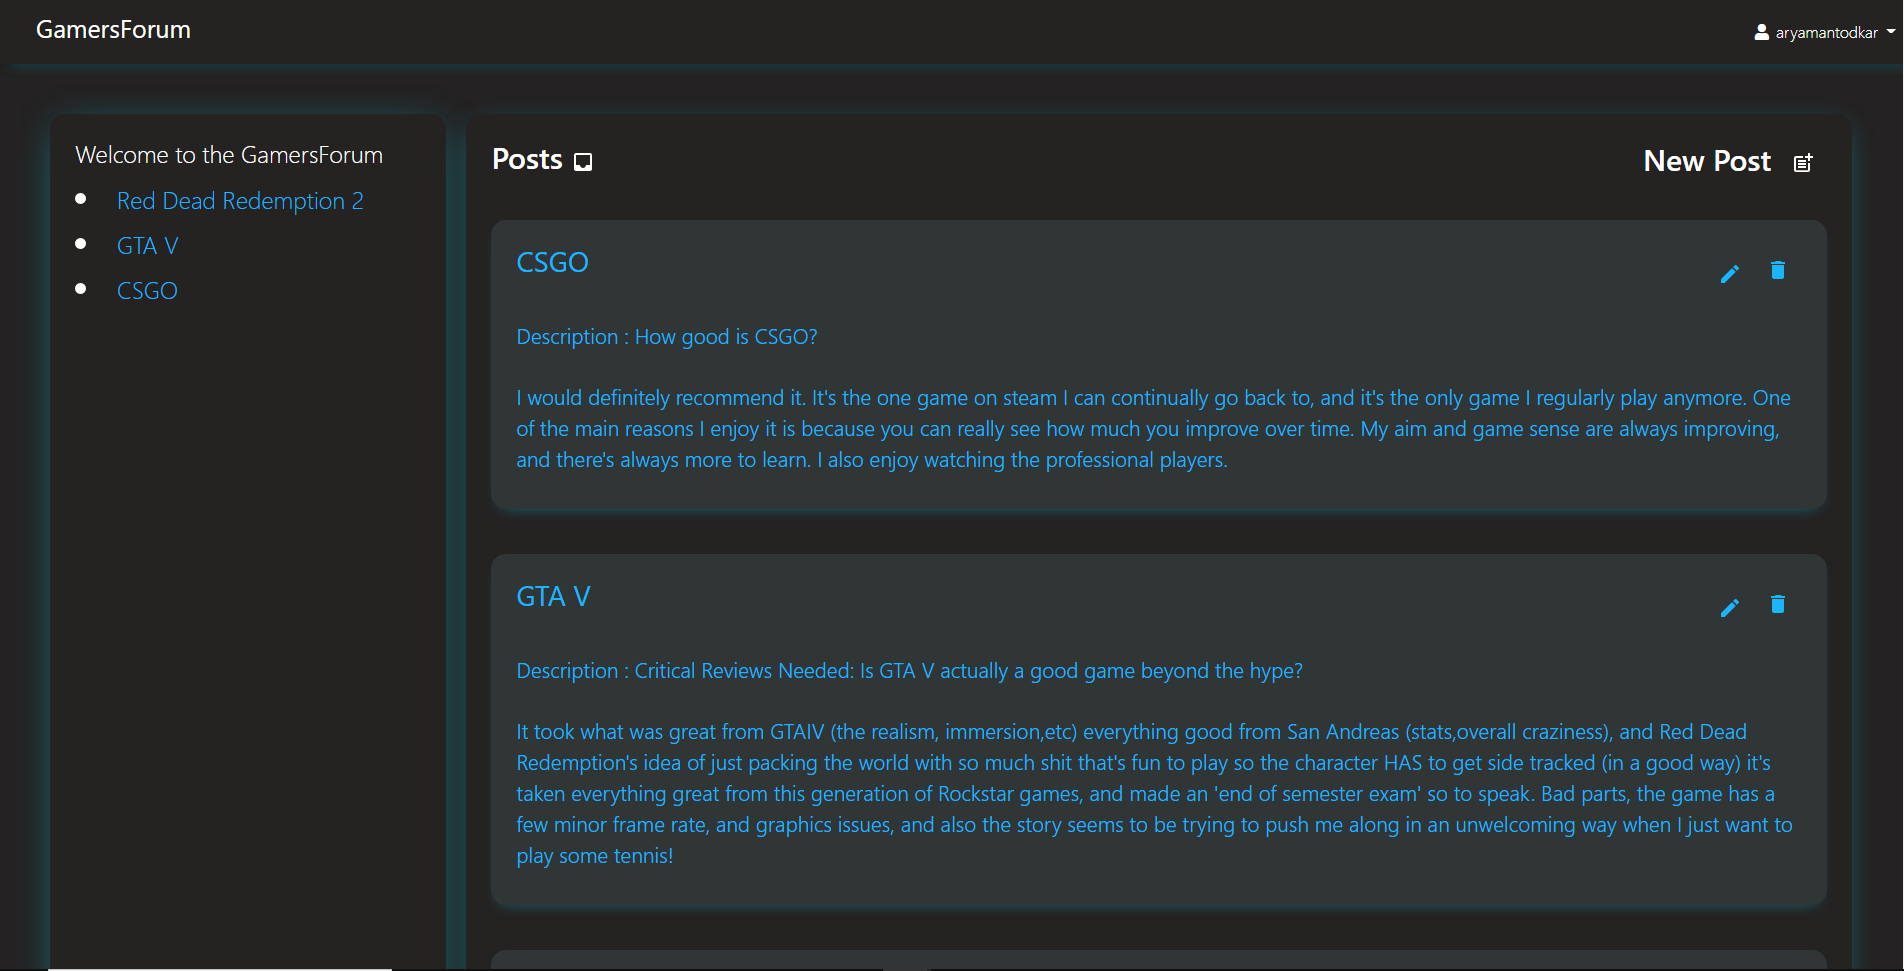 GamersForum
aryamantodkar
Welcome to the GamersForum
Red Dead Redemption 2
GTA V
CSGO
Posts
New Post
CSGO
Description : How good is CSGO?
I would definitely recommend it. It's the one game on steam I can continually go back to, and it's the only game I regularly play anymore. One
of the main reasons I enjoy it is because you can really see how much you improve over time. My aim and game sense are always improving,
and there's always more to learn. I also enjoy watching the professional players.
GTA V
Description : Critical Reviews Needed: Is GTA V actually a good game beyond the hype?
It took what was great from GTAIV (the realism, immersion,etc) everything good from San Andreas (stats,overall craziness), and Red Dead
Redemption's idea of just packing the world with so much shit that's fun to play so the character HAS to get side tracked (in a good way) it's
taken everything great from this generation of Rockstar games, and made an 'end of semester exam' so to speak. Bad parts, the game has a
few minor frame rate, and graphics issues, and also the story seems to be trying to push me along in an unwelcoming way when I just want to
play some tennis!